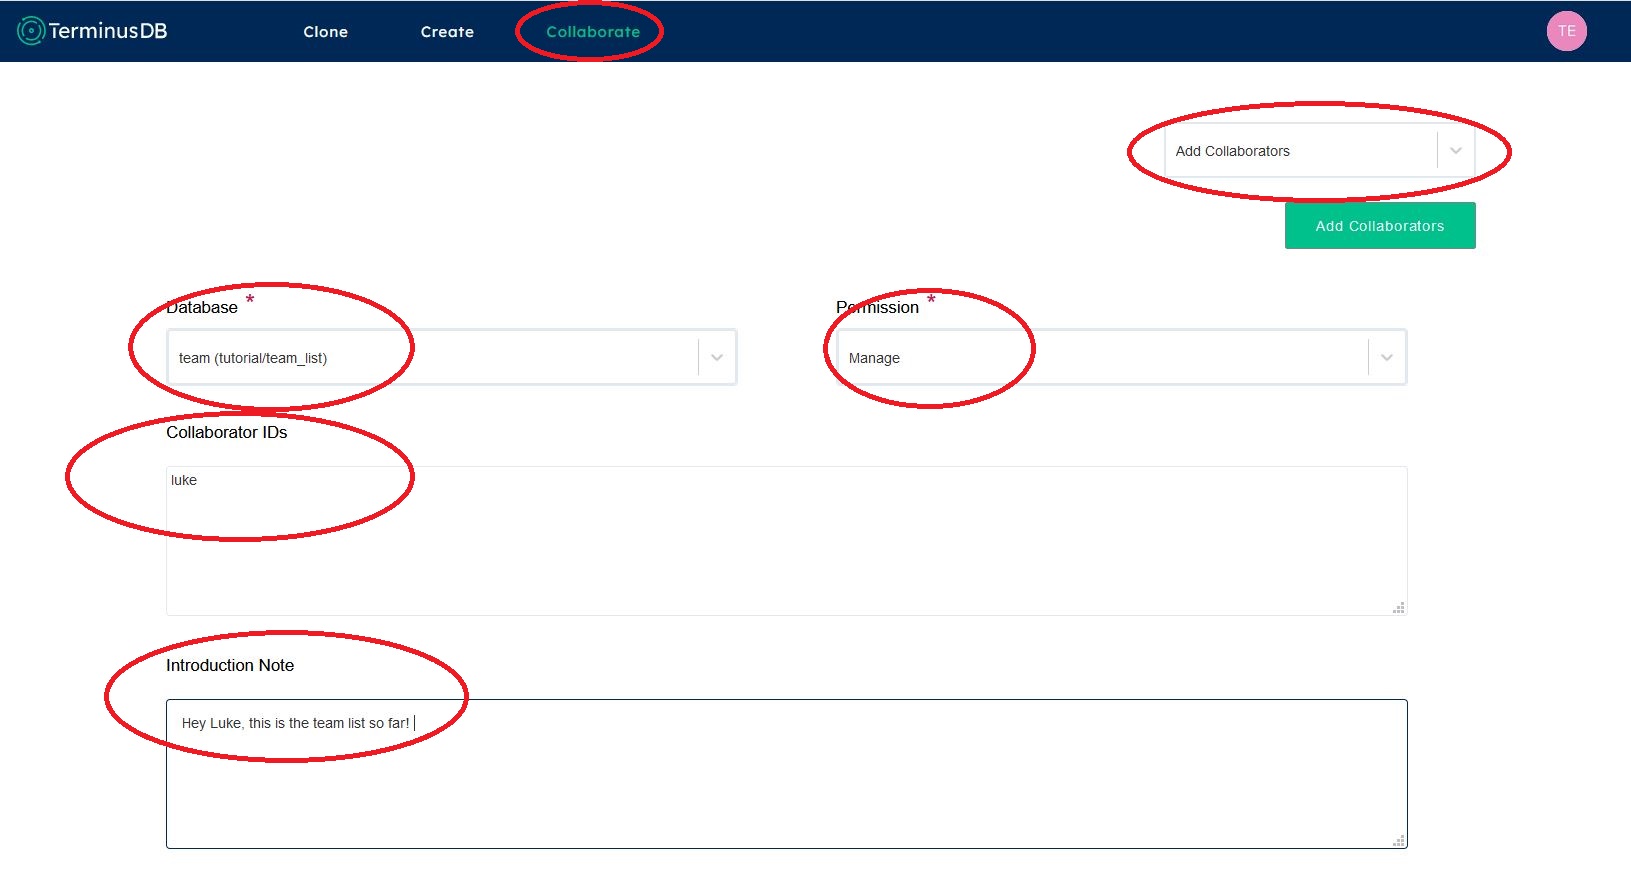 TerminusDB Clone Create Collaborate TE
Add Collaborators
Add Collaborators
Database * Permission *
team (tutorial/team_list) Manage
Collaborator IDs
luke
Introduction Note
Hey Luke, this is the team list so far!